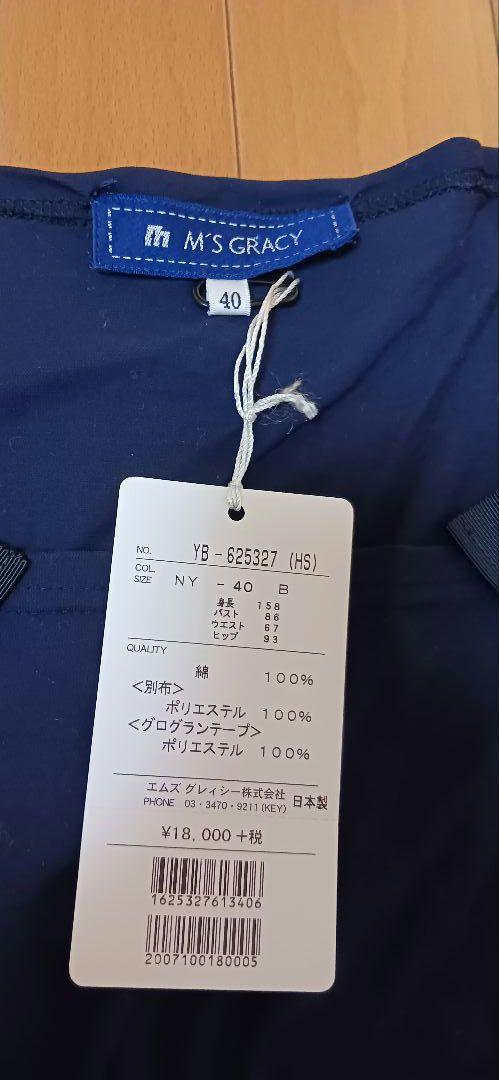 M'S GRACY
40
NO. YB-625327 (HS)
COL. SIZE NY -40 B
身長 158
バスト 86
ウエスト 67
ヒップ 93
QUALITY
綿 100%
<別布>
ポリエステル 100%
<グログランテープ>
ポリエステル 100%
エムズ グレィシー株式会社 日本製
PHONE 03・3470・9211(KEY)
¥18,000+税
1625327613406
2007100180005